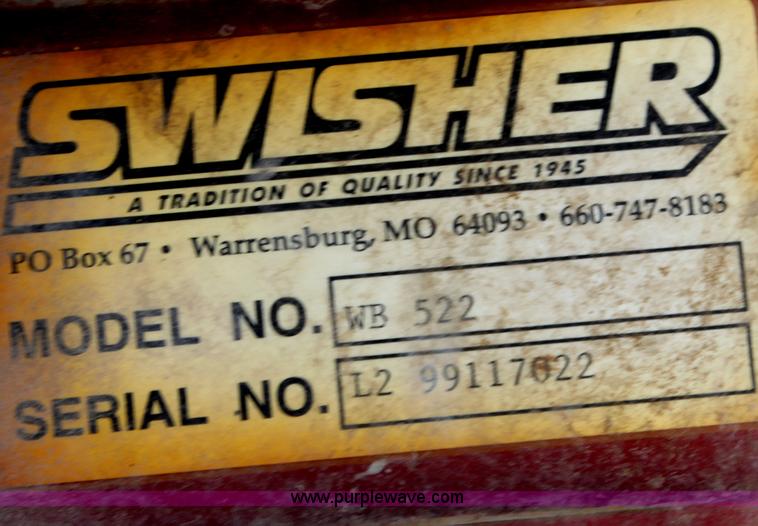 SWISHER
A TRADITION OF QUALITY SINCE 1945
PO Box 67 • Warrensburg, MO 64093 • 660-747-8183
MODEL NO. WB 522
SERIAL NO. L2 99117022
www.purplewave.com